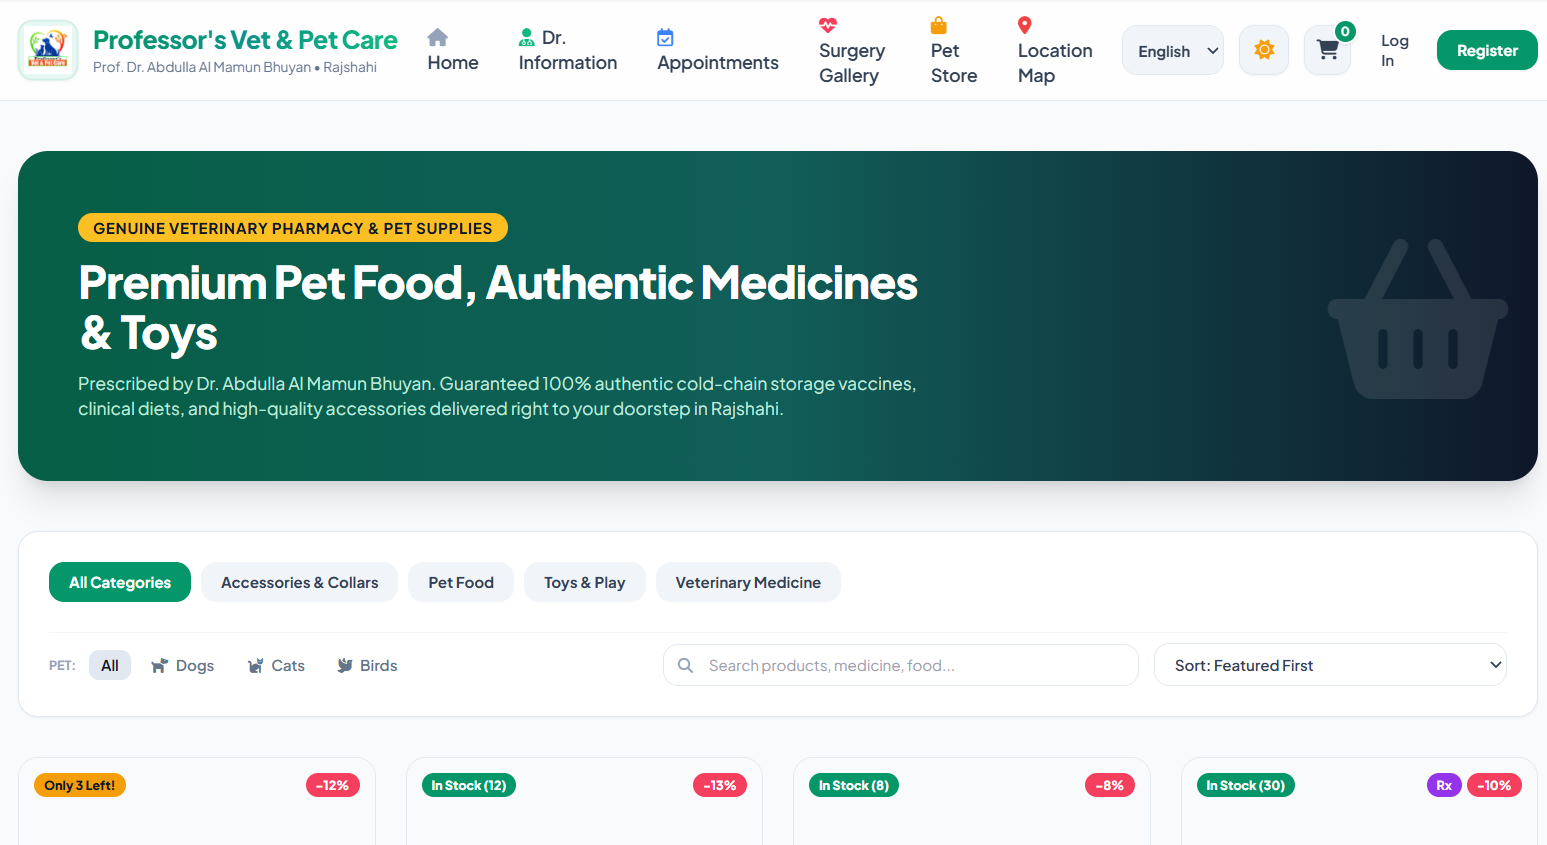 Professor's Vet & Pet Care
Prof. Dr. Abdulla Al Mamun Bhuyan • Rajshahi
Home
Dr.
Information
Appointments
Surgery
Gallery
Pet
Store
Location
Map
English
0
Log
In
Register
GENUINE VETERINARY PHARMACY & PET SUPPLIES
Premium Pet Food, Authentic Medicines
& Toys
Prescribed by Dr. Abdulla Al Mamun Bhuyan. Guaranteed 100% authentic cold-chain storage vaccines,
clinical diets, and high-quality accessories delivered right to your doorstep in Rajshahi.
All Categories
Accessories & Collars
Pet Food
Toys & Play
Veterinary Medicine
PET:
All
Dogs
Cats
Birds
Search products, medicine, food...
Sort: Featured First
Only 3 Left!
-12%
In Stock (12)
-13%
In Stock (8)
-8%
In Stock (30)
Rx
-10%